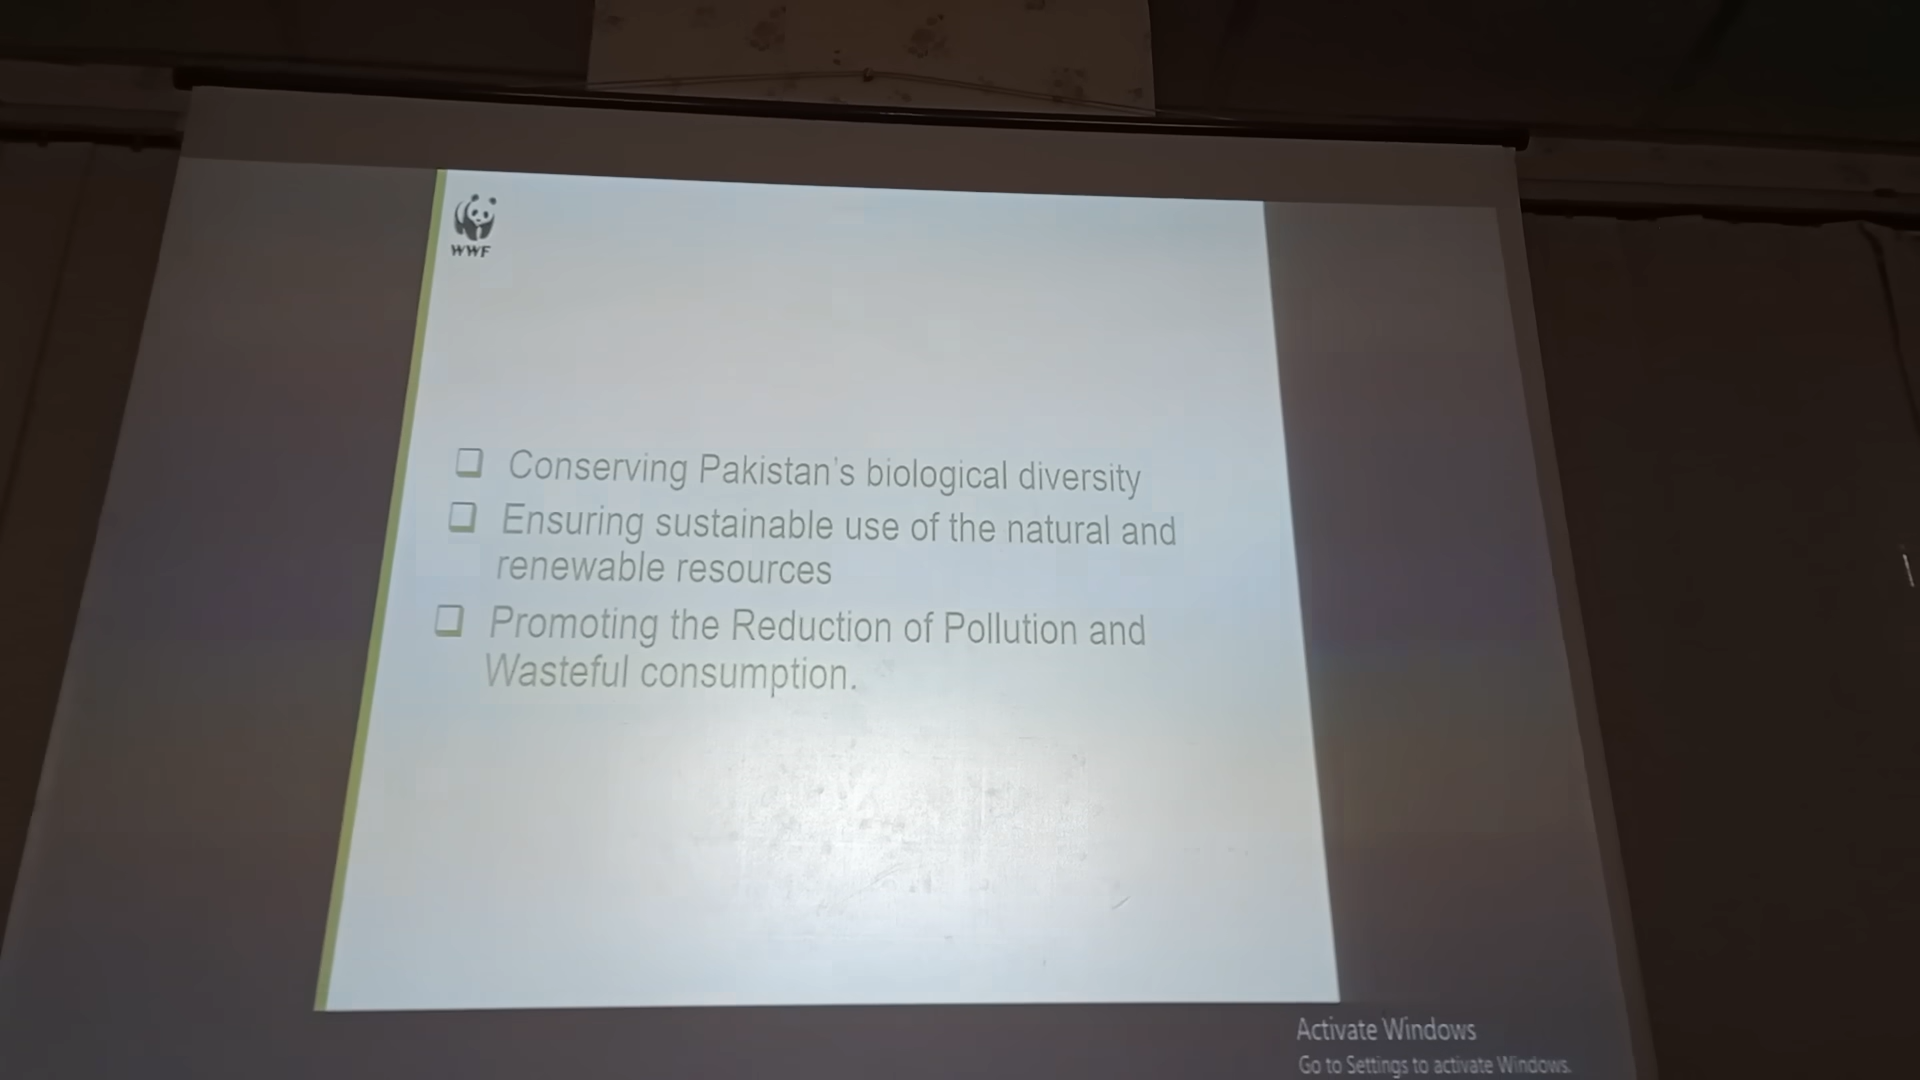 WWF
❑ Conserving Pakistan's biological diversity
❑ Ensuring sustainable use of the natural and
renewable resources
❑ Promoting the Reduction of Pollution and
Wasteful consumption.
Activate Windows
Go to Settings to activate Windows.